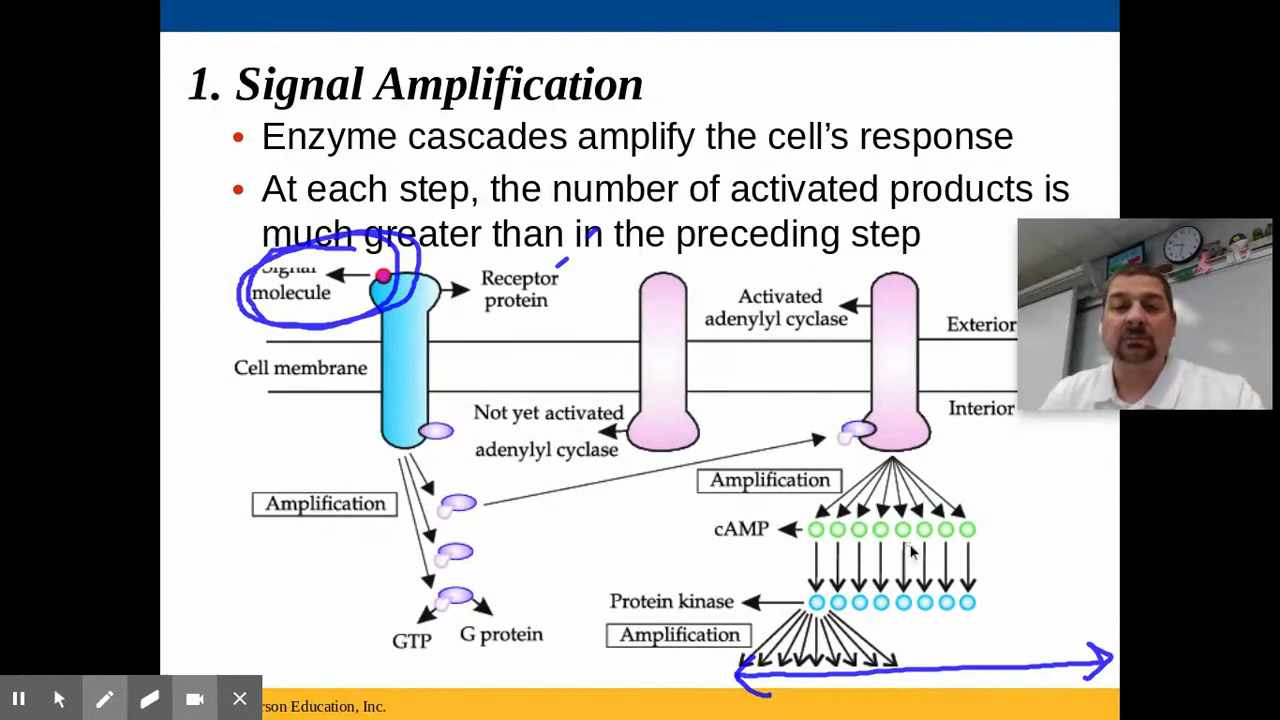 1. Signal Amplification
• Enzyme cascades amplify the cell’s response
• At each step, the number of activated products is
much greater than in the preceding step
Signal
molecule
Receptor
protein
Activated
adenylyl cyclase
Exterior
Cell membrane
Not yet activated
adenylyl cyclase
Interior
Amplification
Amplification
cAMP
Protein kinase
Amplification
GTP
G protein
rson Education, Inc.